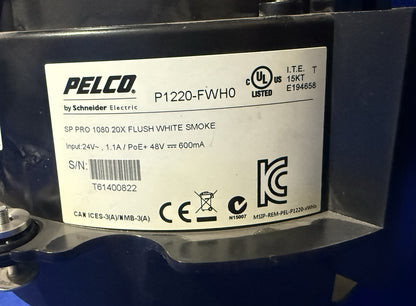 PELCO.
by Schneider Electric
P1220-FWH0
C UL US
LISTED
I.T.E. T
15KT
E194656
SP PRO 1080 20X FLUSH WHITE SMOKE
Input:24V~, 1.1A / PoE+ 48V ⎓ 600mA
S/N:
T61400822
CAN ICES-3(A)/NMB-3(A)
CE
N15007
MSIP-REM-PEL-P1220-xWHx